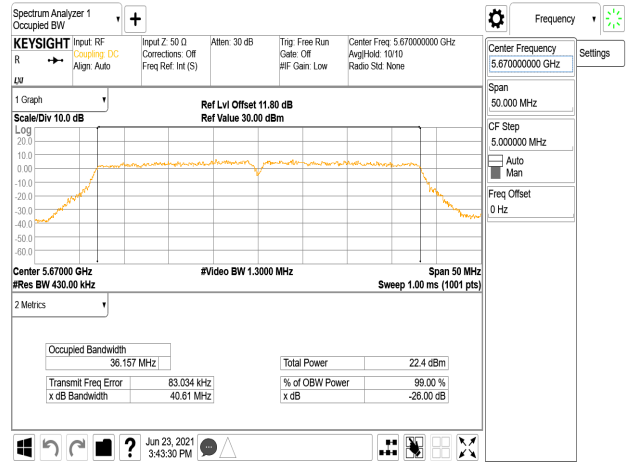 Spectrum Analyzer 1
Occupied BW
Frequency
KEYSIGHT
Input: RF
Input Z: 50 Ω
Atten: 30 dB
Trig: Free Run
Center Freq: 5.670000000 GHz
R
Coupling: DC
Corrections: Off
Gate: Off
Avg|Hold: 10/10
Align: Auto
Freq Ref: Int (S)
#IF Gain: Low
Radio Std: None
Center Frequency
5.670000000 GHz
Settings
Span
50.000 MHz
CF Step
5.000000 MHz
Auto
Man
Freq Offset
0 Hz
1 Graph
Ref Lvl Offset 11.80 dB
Scale/Div 10.0 dB
Ref Value 30.00 dBm
Log
20.0
10.0
0.00
-10.0
-20.0
-30.0
-40.0
-50.0
-60.0
Center 5.67000 GHz
#Video BW 1.3000 MHz
Span 50 MHz
#Res BW 430.00 kHz
Sweep 1.00 ms (1001 pts)
2 Metrics
Occupied Bandwidth
36.157 MHz
Total Power
22.4 dBm
Transmit Freq Error
83.034 kHz
% of OBW Power
99.00 %
x dB Bandwidth
40.61 MHz
x dB
-26.00 dB
?
Jun 23, 2021
3:43:30 PM